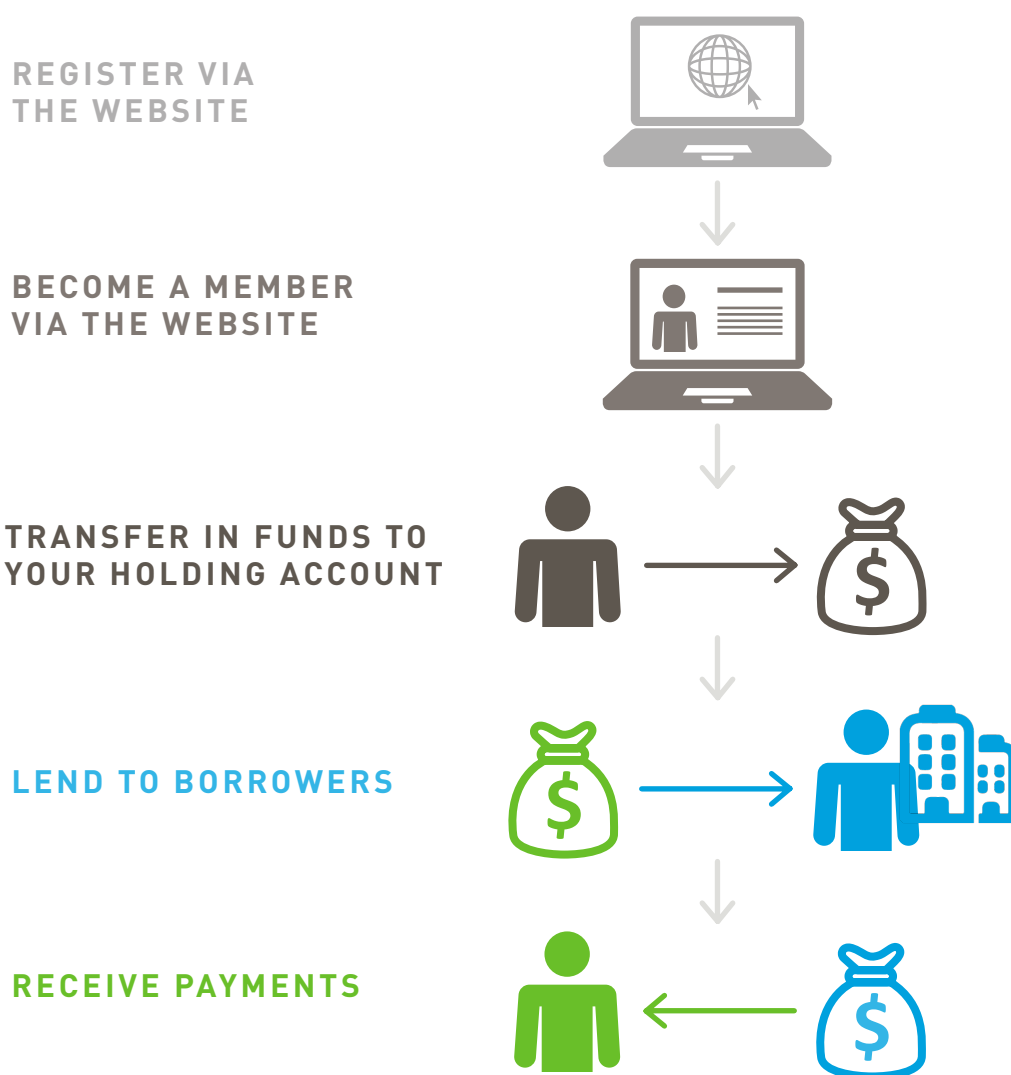 REGISTER VIA
THE WEBSITE
BECOME A MEMBER
VIA THE WEBSITE
TRANSFER IN FUNDS TO
YOUR HOLDING ACCOUNT
$
LEND TO BORROWERS
$
RECEIVE PAYMENTS
$